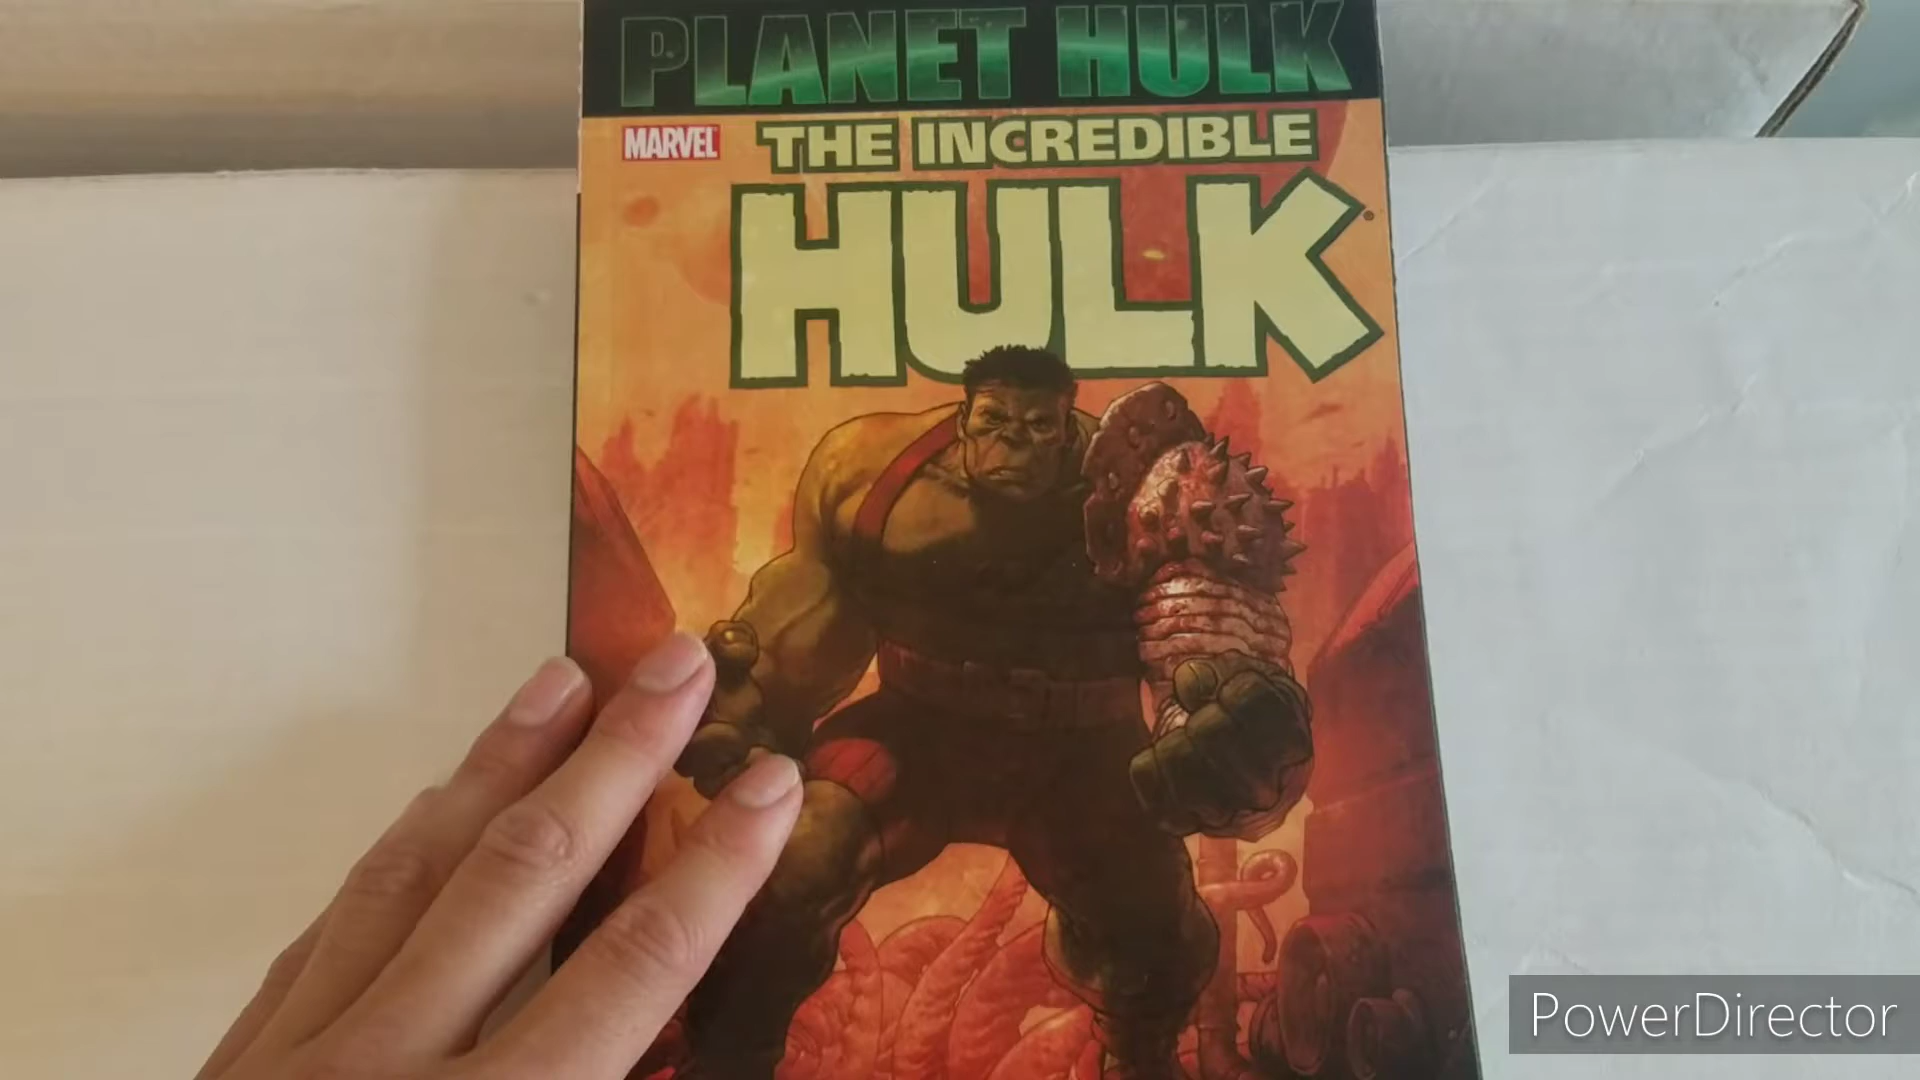 PLANET HULK
MARVEL
THE INCREDIBLE
HULK
PowerDirector